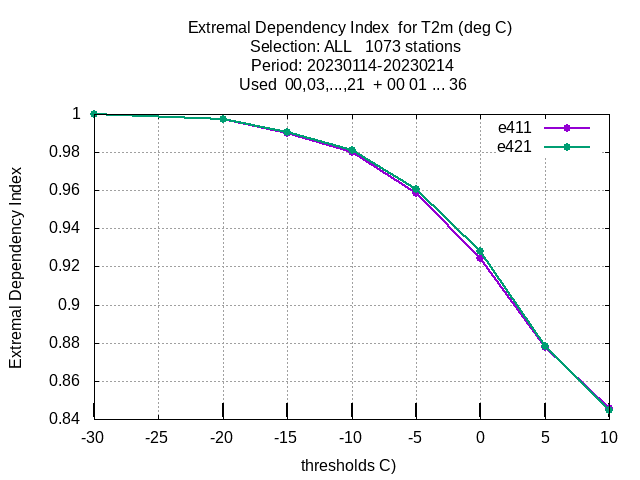 Extremal Dependency Index  for T2m (deg C)
Selection: ALL   1073 stations
Period: 20230114-20230214
Used  00,03,...,21  + 00 01 ... 36
e411
e421
Extremal Dependency Index
1
0.98
0.96
0.94
0.92
0.9
0.88
0.86
0.84
-30 -25 -20 -15 -10 -5 0 5 10
thresholds C)